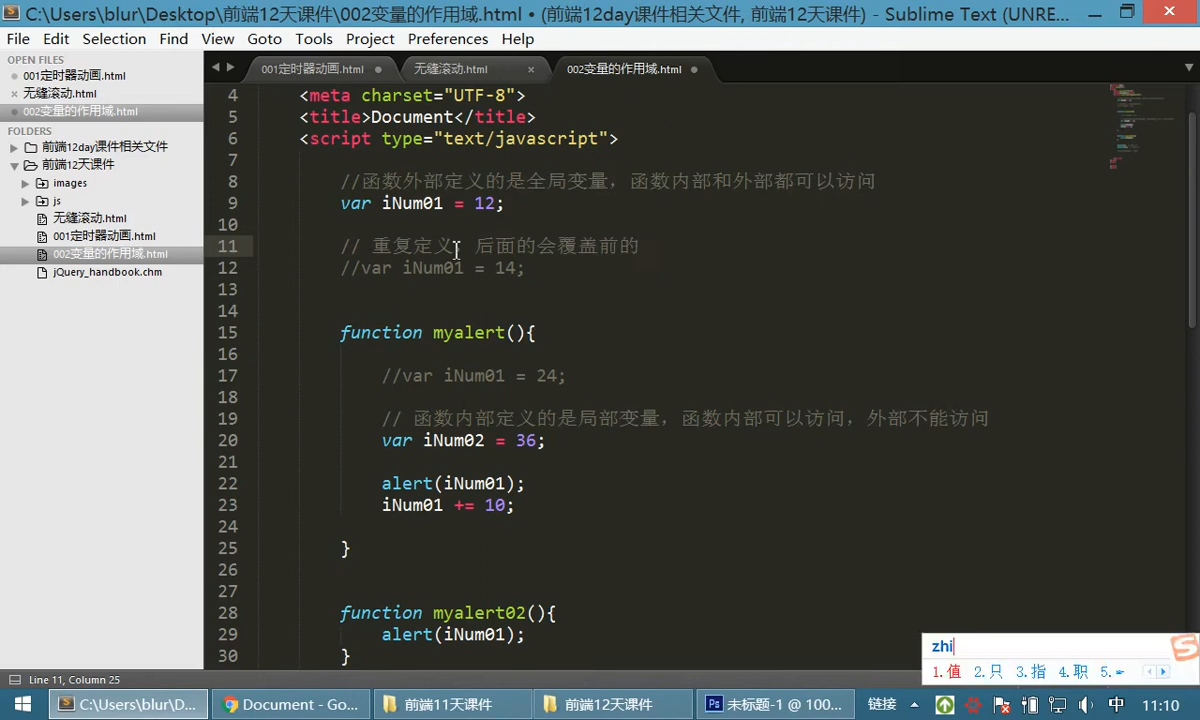 C:\Users\blur\Desktop\前端12天课件\002变量的作用域.html • (前端12day课件相关文件, 前端12天课件) - Sublime Text (UNRE...
File Edit Selection Find View Goto Tools Project Preferences Help
OPEN FILES
001定时器动画.html
无缝滚动.html
002变量的作用域.html
FOLDERS
前端12day课件相关文件
前端12天课件
images
js
无缝滚动.html
001定时器动画.html
002变量的作用域.html
jQuery_handbook.chm
001定时器动画.html 无缝滚动.html 002变量的作用域.html
4 <meta charset="UTF-8">
5 <title>Document</title>
6 <script type="text/javascript">
7
8 //函数外部定义的是全局变量，函数内部和外部都可以访问
9 var iNum01 = 12;
10
11 // 重复定义，后面的会覆盖前的
12 //var iNum01 = 14;
13
14
15 function myalert(){
16
17 //var iNum01 = 24;
18
19 // 函数内部定义的是局部变量，函数内部可以访问，外部不能访问
20 var iNum02 = 36;
21
22 alert(iNum01);
23 iNum01 += 10;
24
25 }
26
27
28 function myalert02(){
29 alert(iNum01);
30 }
zhi
1.值 2.只 3.指 4.职 5.
Line 11, Column 25
C:\Users\blur\D... Document - Go... 前端11天课件 前端12天课件 未标题-1 @ 100... 链接 中 11:10